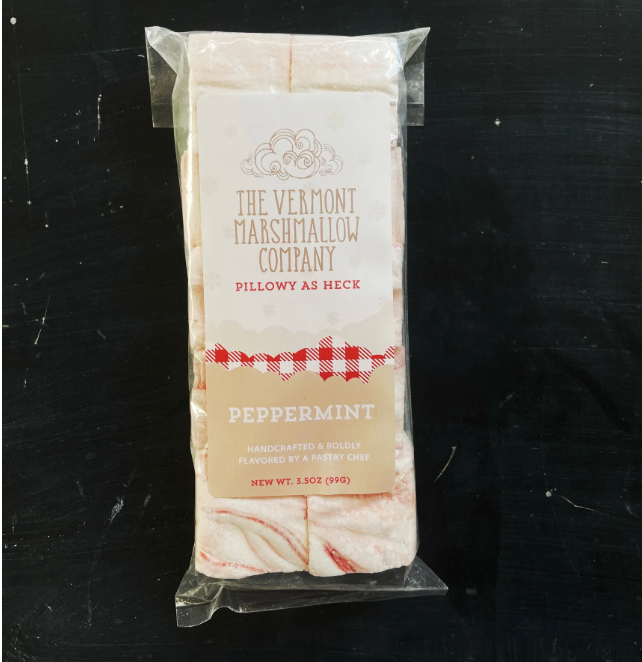 THE VERMONT
MARSHMALLOW
COMPANY
PILLOWY AS HECK
PEPPERMINT
HANDCRAFTED & BOLDLY
FLAVORED BY A PASTRY CHEF
NEW WT. 3.5OZ (99G)